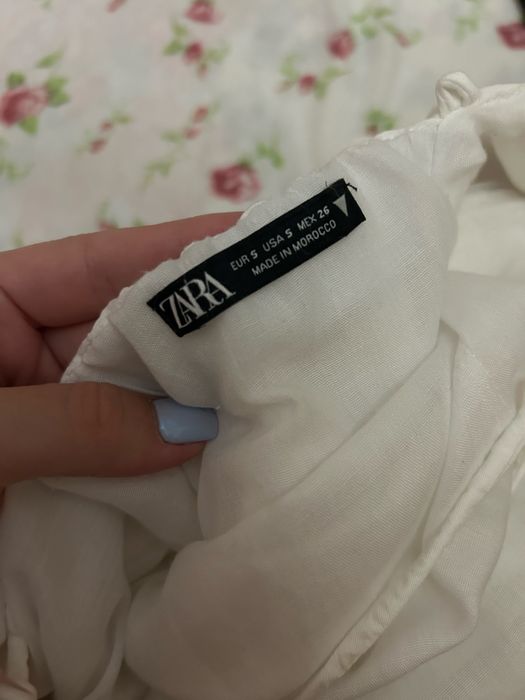 ZARA
EUR S USA S MEX 26
MADE IN MOROCCO